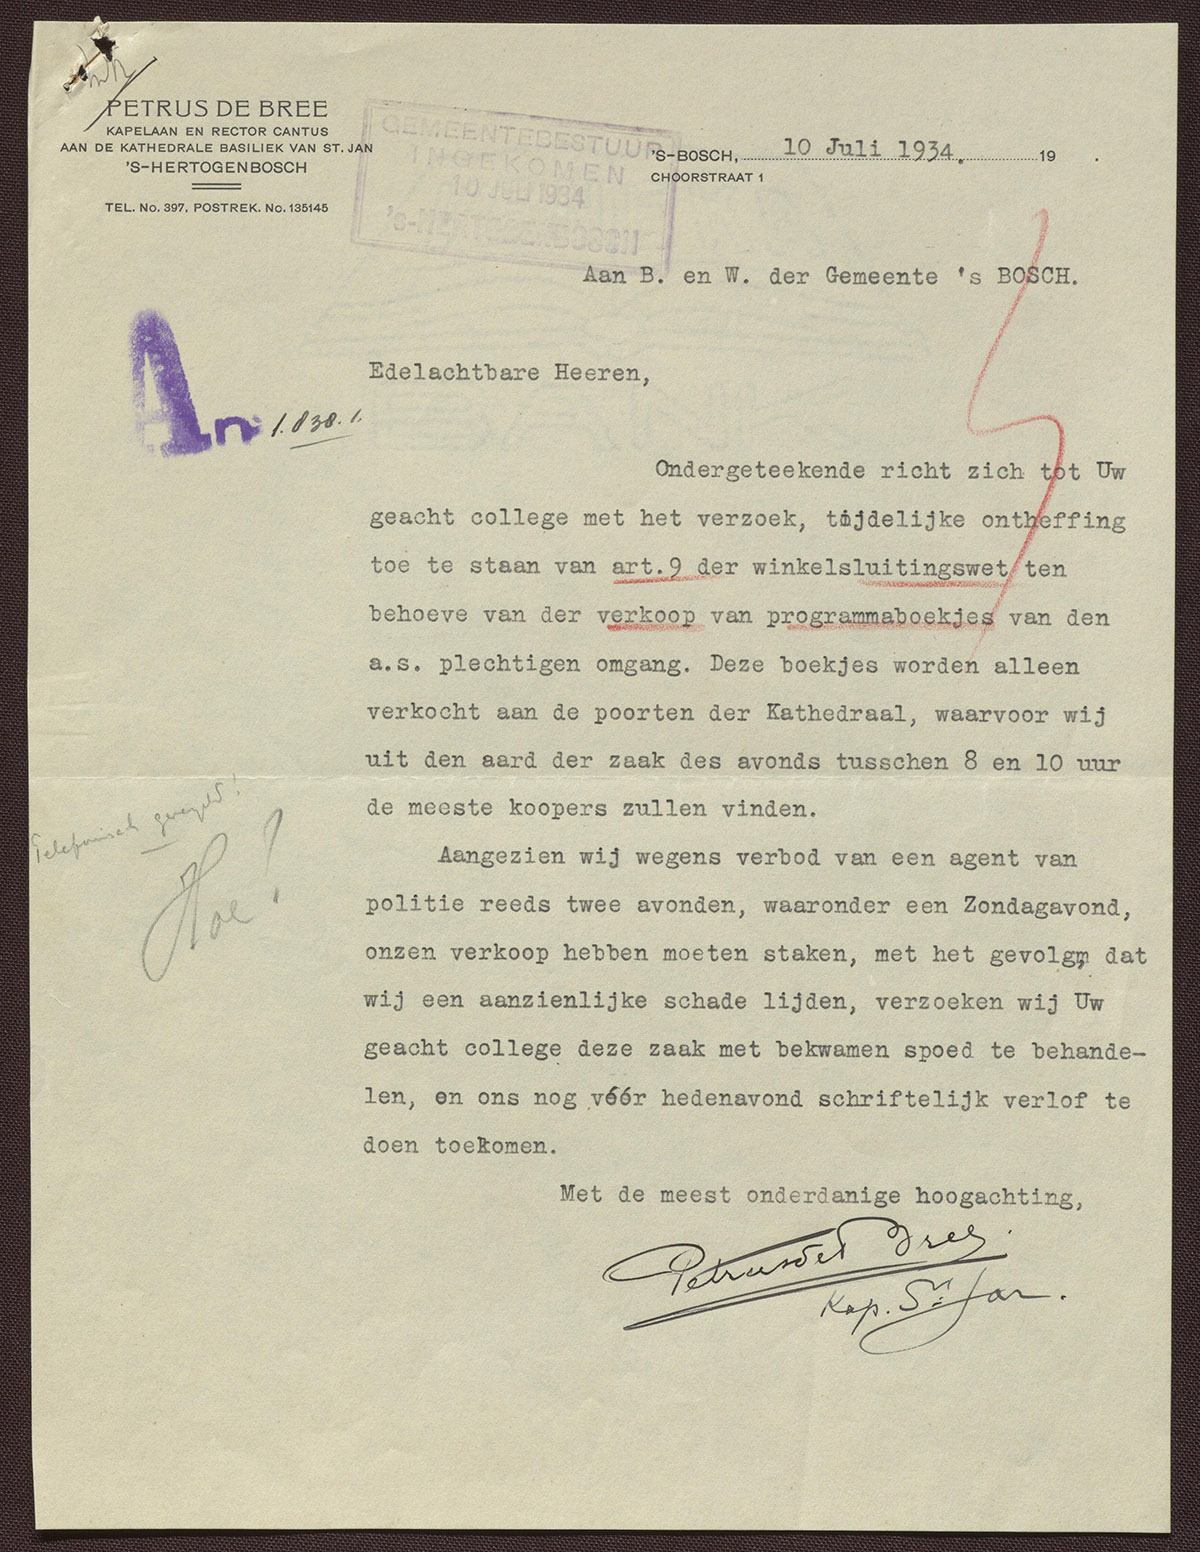 PETRUS DE BREE
KAPELAAN EN RECTOR CANTUS
AAN DE KATHEDRALE BASILIEK VAN ST. JAN
'S-HERTOGENBOSCH
TEL. No. 397, POSTREK. No. 135145
GEMEENTEBESTUUR
INGEKOMEN
10 JULI 1934
's-HERTOGENBOSCH
'S-BOSCH, 10 Juli 1934. 19 .
CHOORSTRAAT 1
Aan B. en W. der Gemeente 's BOSCH.
Edelachtbare Heeren,
An 1.838.1.
Ondergeteekende richt zich tot Uw
geacht college met het verzoek, tijdelijke ontheffing
toe te staan van art.9 der winkelsluitingswet ten
behoeve van der verkoop van programmaboekjes van den
a.s. plechtigen omgang. Deze boekjes worden alleen
verkocht aan de poorten der Kathedraal, waarvoor wij
uit den aard der zaak des avonds tusschen 8 en 10 uur
de meeste koopers zullen vinden.
Telefonisch geregeld!
Hoe!
Aangezien wij wegens verbod van een agent van
politie reeds twee avonden, waaronder een Zondagavond,
onzen verkoop hebben moeten staken, met het gevolg, dat
wij een aanzienlijke schade lijden, verzoeken wij Uw
geacht college deze zaak met bekwamen spoed te behande-
len, en ons nog vóór hedenavond schriftelijk verlof te
doen toekomen.
Met de meest onderdanige hoogachting,
Petrus de Bree.
Kap. St. Jan.